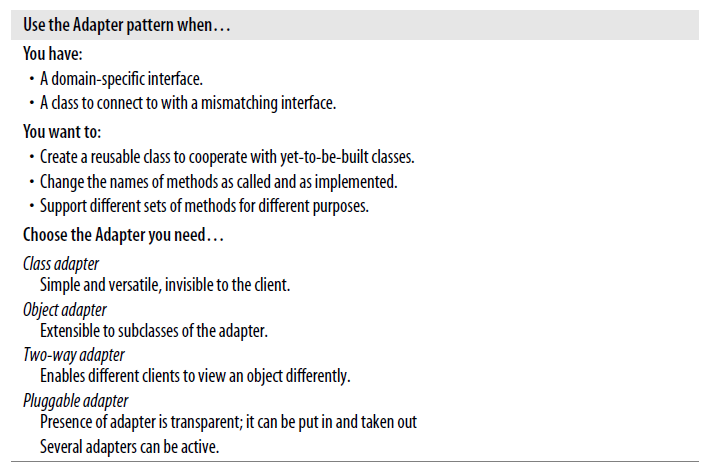 Use the Adapter pattern when…
You have:
• A domain-specific interface.
• A class to connect to with a mismatching interface.
You want to:
• Create a reusable class to cooperate with yet-to-be-built classes.
• Change the names of methods as called and as implemented.
• Support different sets of methods for different purposes.
Choose the Adapter you need…
Class adapter
Simple and versatile, invisible to the client.
Object adapter
Extensible to subclasses of the adapter.
Two-way adapter
Enables different clients to view an object differently.
Pluggable adapter
Presence of adapter is transparent; it can be put in and taken out
Several adapters can be active.